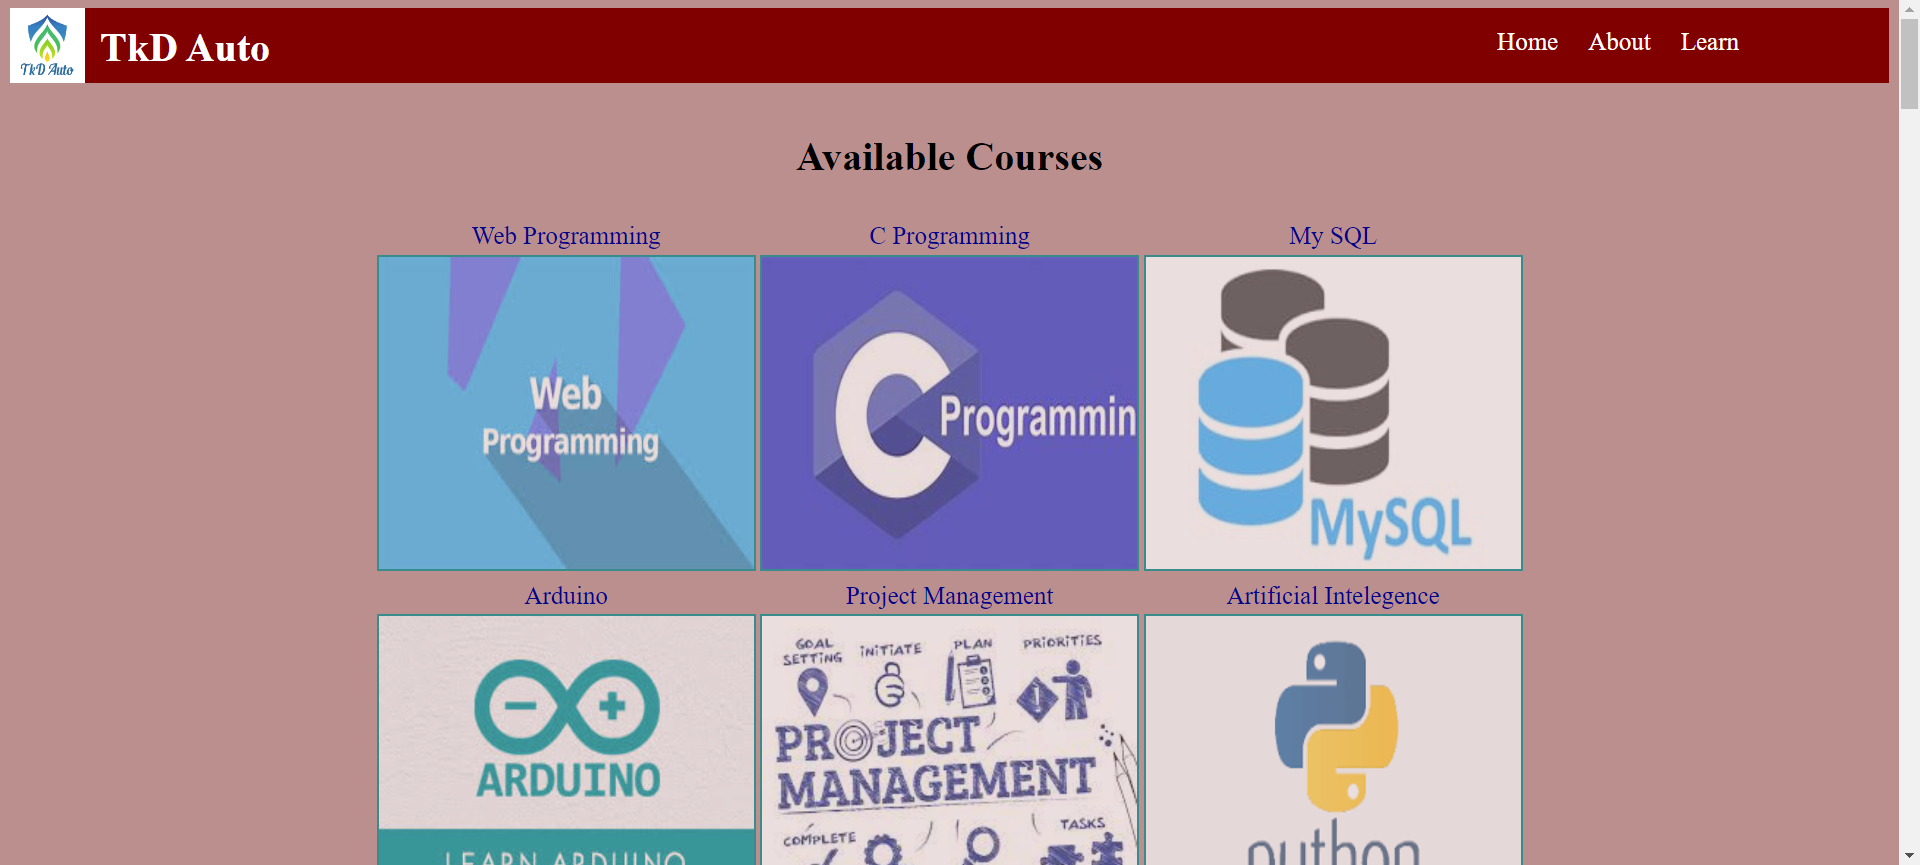 TkD Auto
TkD Auto
Home About Learn
Available Courses
Web Programming
C Programming
My SQL
Web
Programming
C Programmin
MySQL
Arduino
Project Management
Artificial Intelegence
ARDUINO
LEARN ARDUINO
GOAL
SETTING
INITIATE
PLAN
PRIORITIES
PROJECT
MANAGEMENT
COMPLETE
TASKS
python